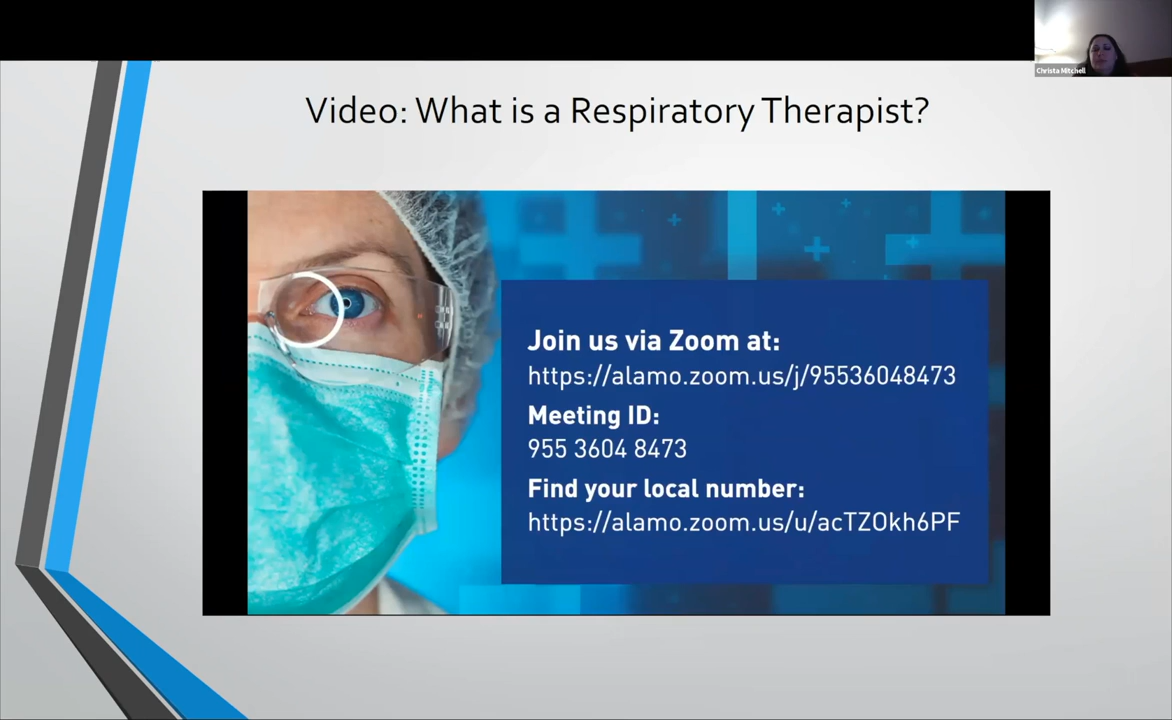 Christa Mitchell
Video: What is a Respiratory Therapist?
Join us via Zoom at:
https://alamo.zoom.us/j/95536048473
Meeting ID:
955 3604 8473
Find your local number:
https://alamo.zoom.us/u/acTZOkh6PF